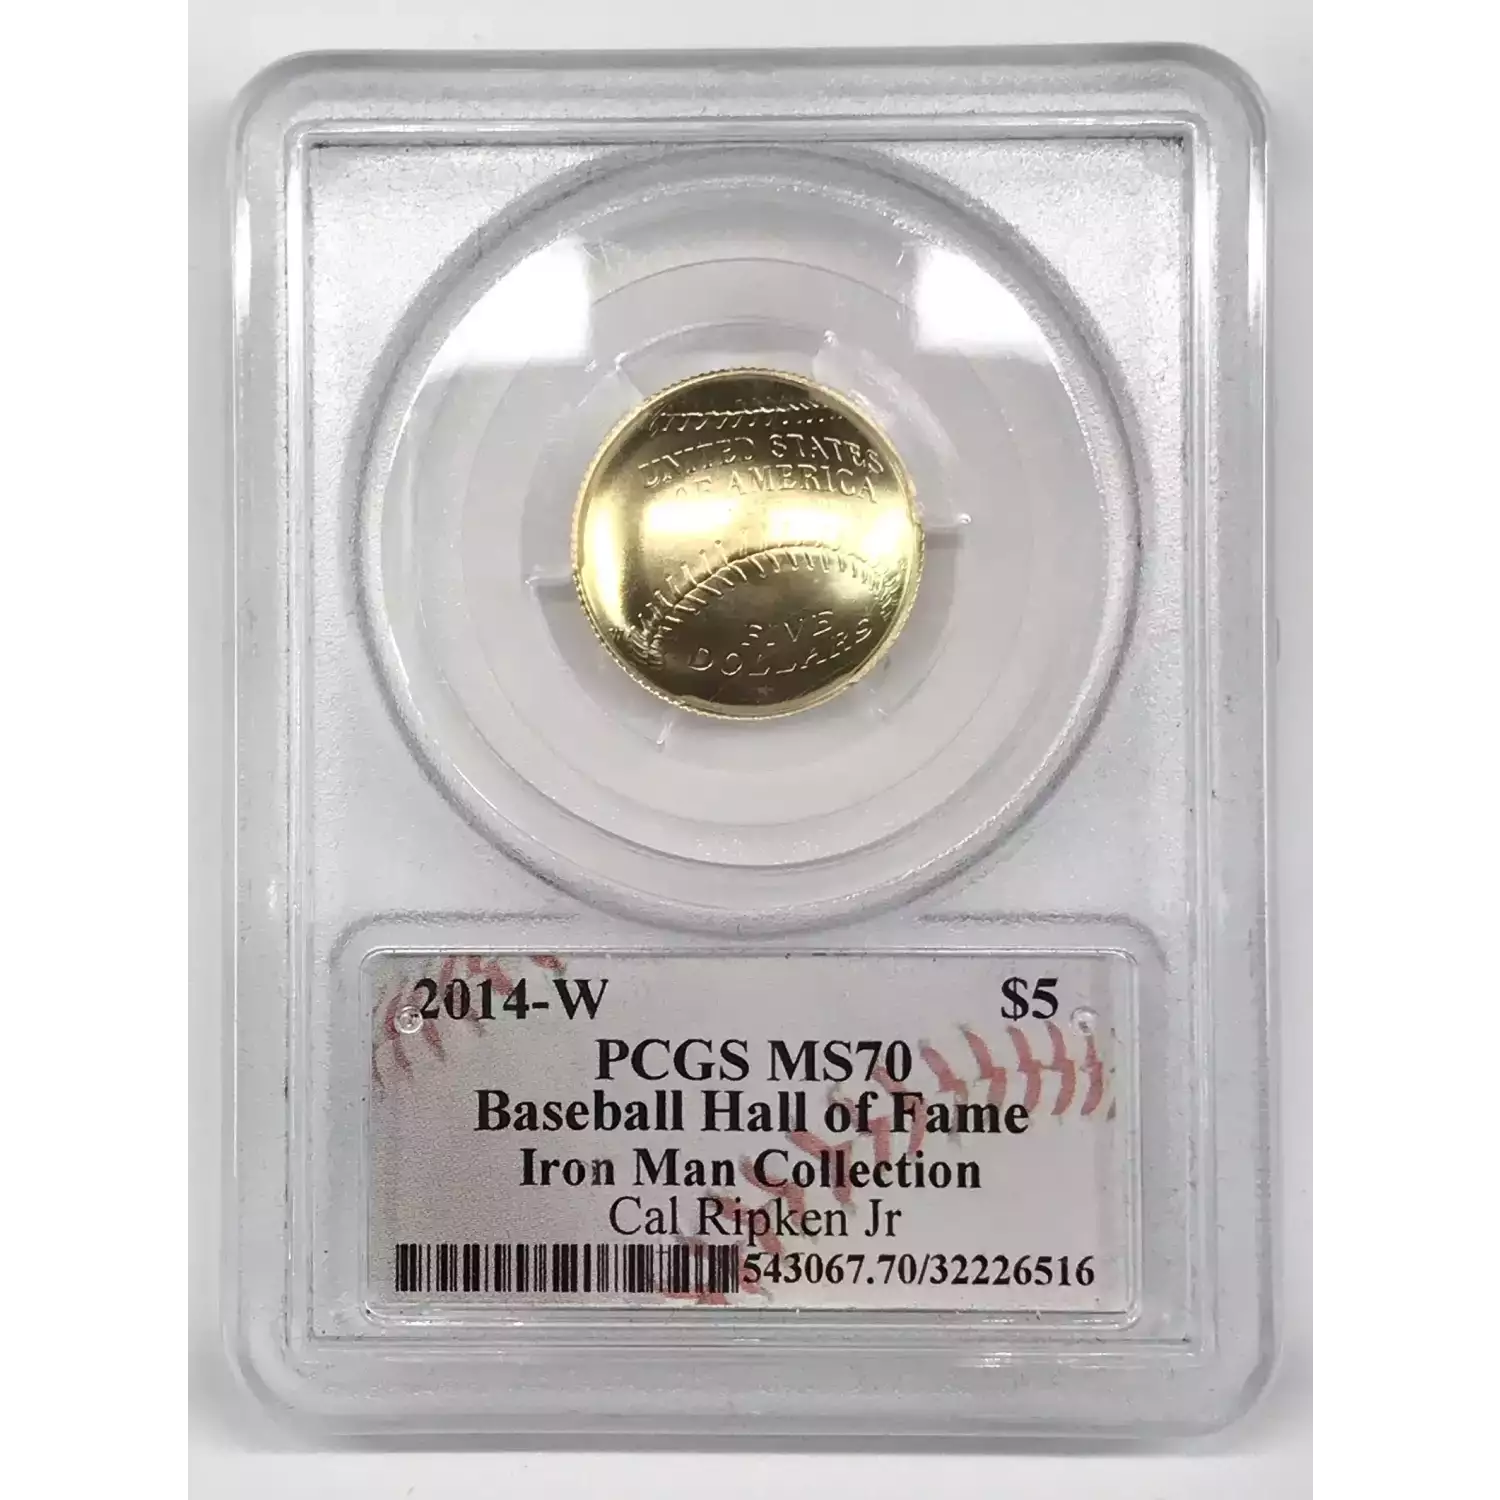 UNITED STATES
OF AMERICA
FIVE
DOLLARS
2014-W $5
PCGS MS70
Baseball Hall of Fame
Iron Man Collection
Cal Ripken Jr
543067.70/32226516